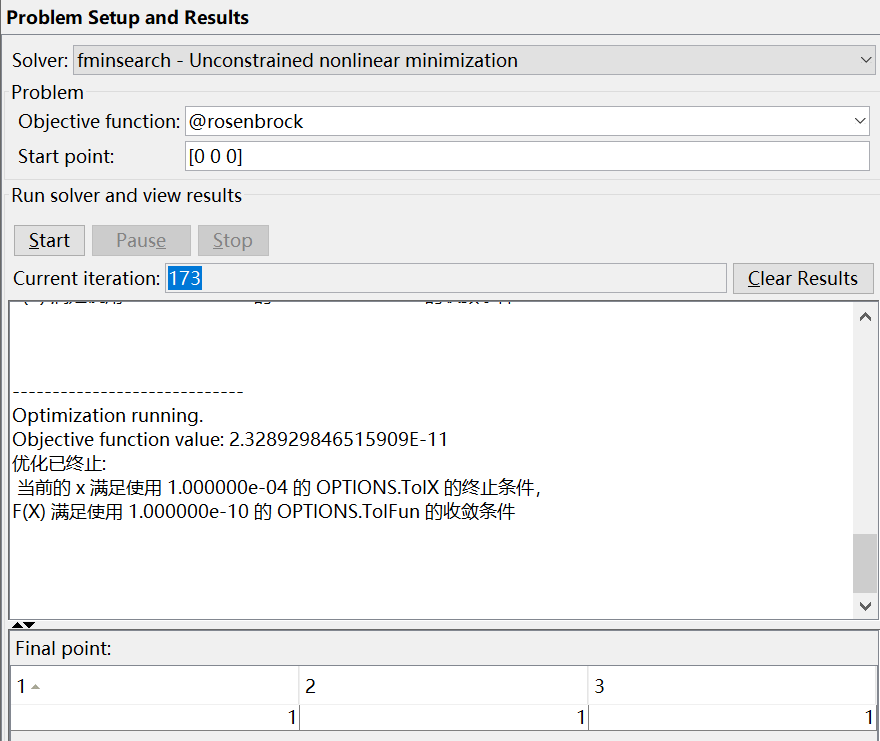 Problem Setup and Results
Solver: fminsearch - Unconstrained nonlinear minimization
Problem
Objective function: @rosenbrock
Start point: [0 0 0]
Run solver and view results
Start Pause Stop
Current iteration: 173 Clear Results
----------------------------
Optimization running.
Objective function value: 2.328929846515909E-11
优化已终止:
当前的 x 满足使用 1.000000e-04 的 OPTIONS.TolX 的终止条件,
F(X) 满足使用 1.000000e-10 的 OPTIONS.TolFun 的收敛条件
Final point:
1 2 3
1 1 1